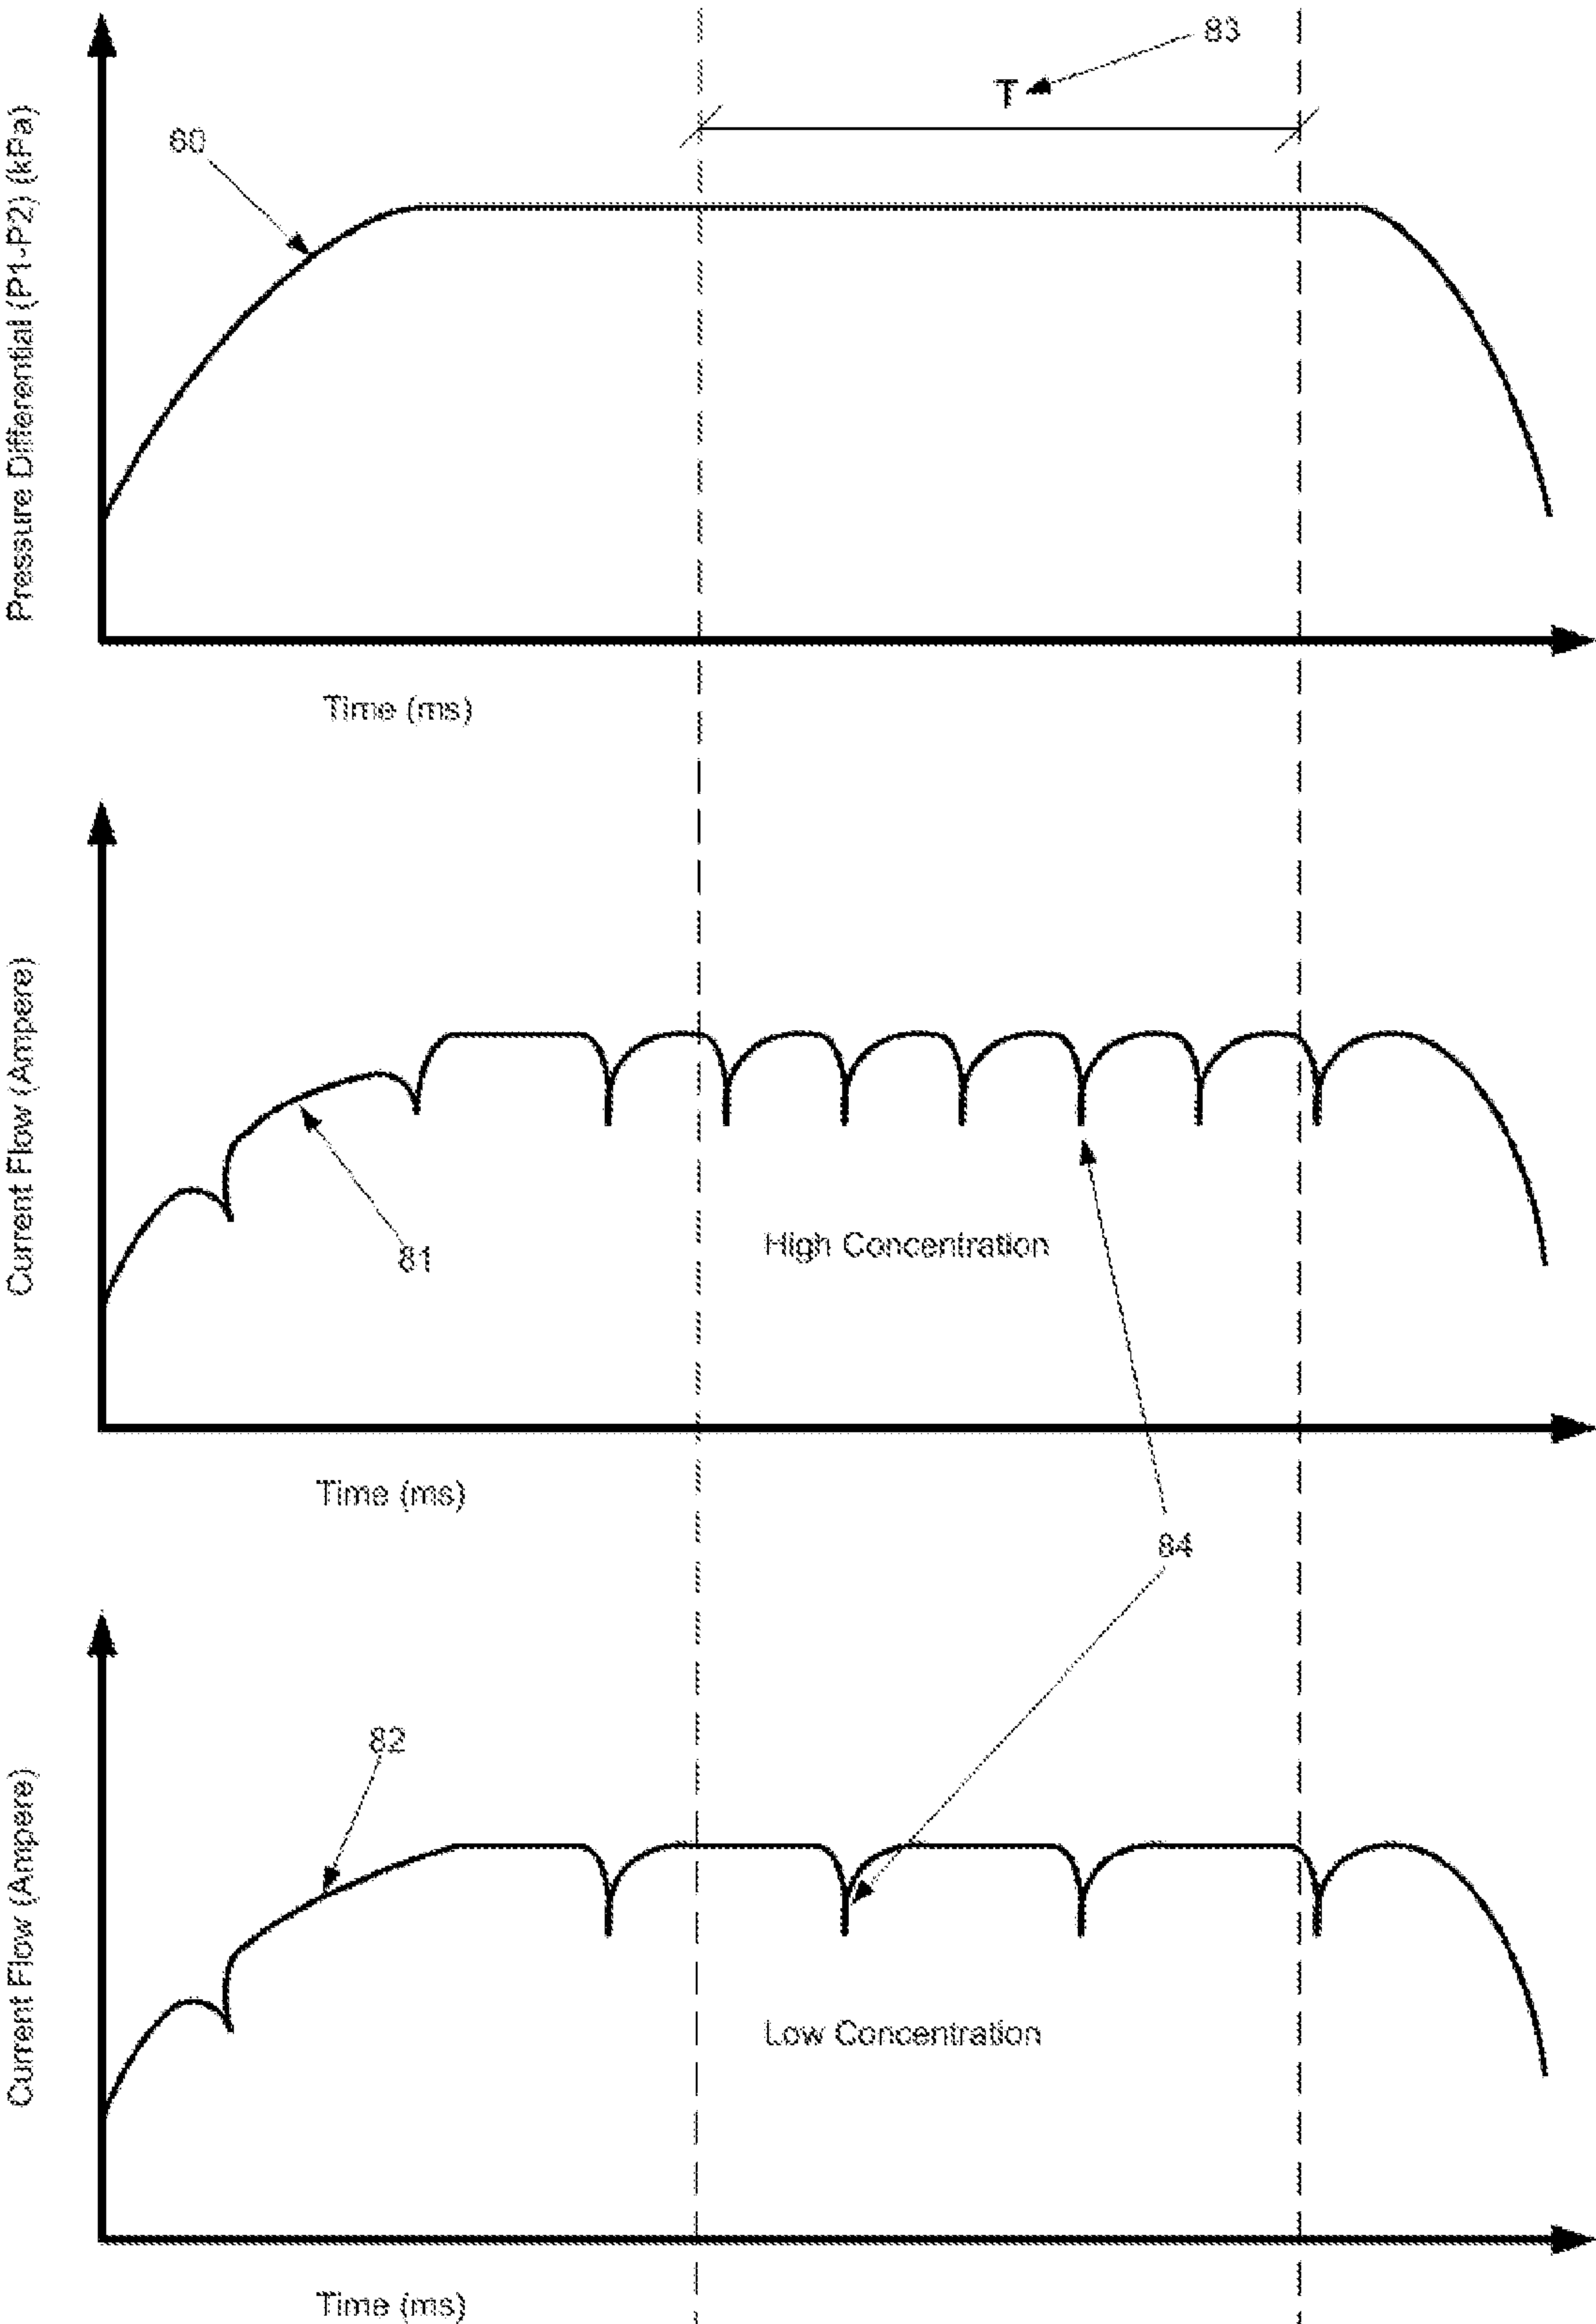 83
T
60
Pressure Differential (P1-P2) (kPa)
Time (ms)
Current Flow (Ampere)
81
High Concentration
Time (ms)
84
82
Current Flow (Ampere)
Low Concentration
Time (ms)